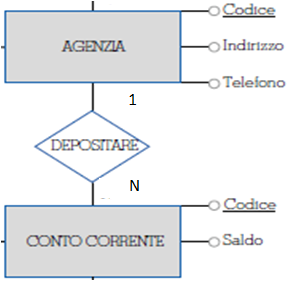 Codice
AGENZIA
Indirizzo
Telefono
1
DEPOSITARE
N
Codice
CONTO CORRENTE
Saldo